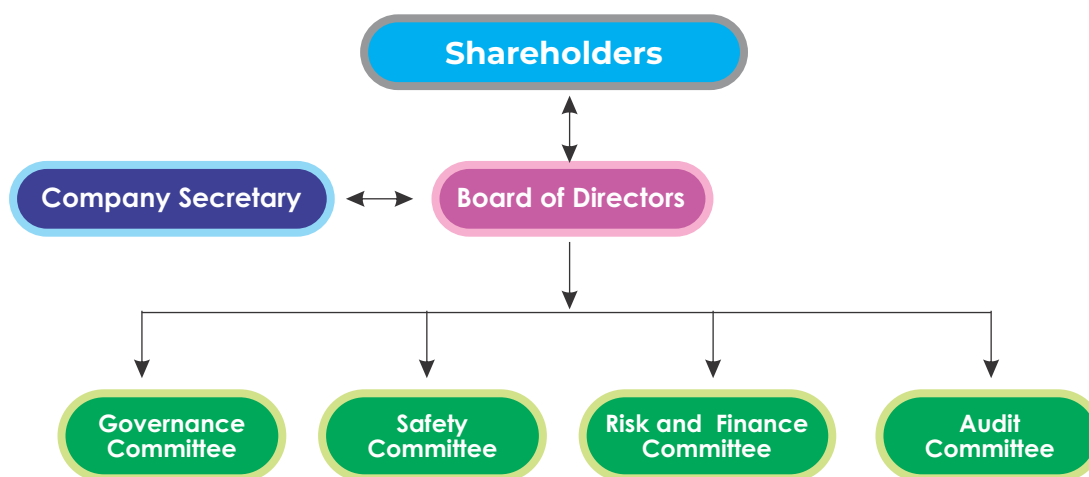 Shareholders
Company Secretary
Board of Directors
Governance
Committee
Safety
Committee
Risk and  Finance
Committee
Audit
Committee